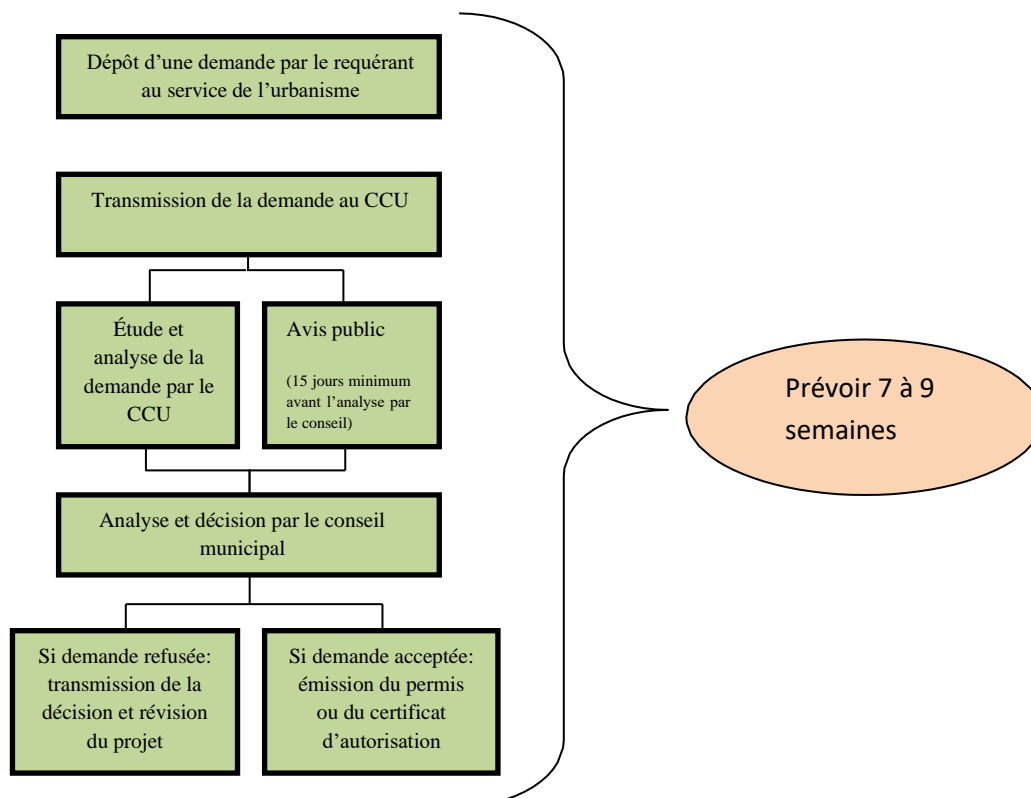 Dépôt d’une demande par le requérant
au service de l’urbanisme
Transmission de la demande au CCU
Étude et
analyse de la
demande par le
CCU
Avis public
(15 jours minimum
avant l’analyse par
le conseil)
Analyse et décision par le conseil
municipal
Si demande refusée:
transmission de la
décision et révision
du projet
Si demande acceptée:
émission du permis
ou du certificat
d’autorisation
Prévoir 7 à 9
semaines